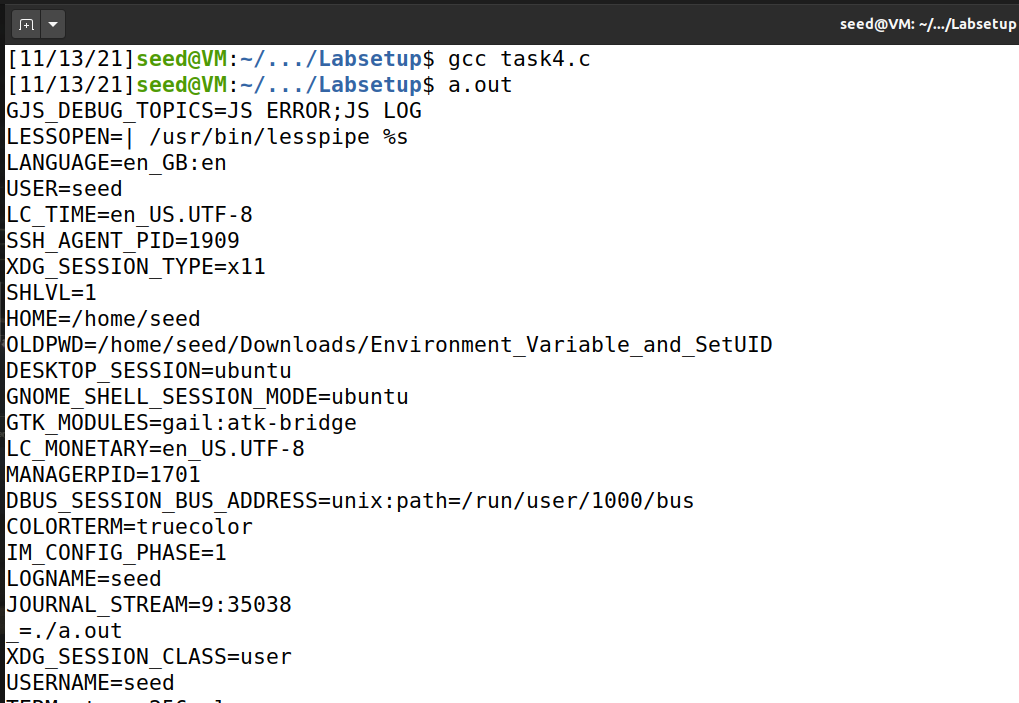 seed@VM: ~/.../Labsetup
[11/13/21]seed@VM:~/.../Labsetup$ gcc task4.c
[11/13/21]seed@VM:~/.../Labsetup$ a.out
GJS_DEBUG_TOPICS=JS ERROR;JS LOG
LESSOPEN=| /usr/bin/lesspipe %s
LANGUAGE=en_GB:en
USER=seed
LC_TIME=en_US.UTF-8
SSH_AGENT_PID=1909
XDG_SESSION_TYPE=x11
SHLVL=1
HOME=/home/seed
OLDPWD=/home/seed/Downloads/Environment_Variable_and_SetUID
DESKTOP_SESSION=ubuntu
GNOME_SHELL_SESSION_MODE=ubuntu
GTK_MODULES=gail:atk-bridge
LC_MONETARY=en_US.UTF-8
MANAGERPID=1701
DBUS_SESSION_BUS_ADDRESS=unix:path=/run/user/1000/bus
COLORTERM=truecolor
IM_CONFIG_PHASE=1
LOGNAME=seed
JOURNAL_STREAM=9:35038
_=./a.out
XDG_SESSION_CLASS=user
USERNAME=seed